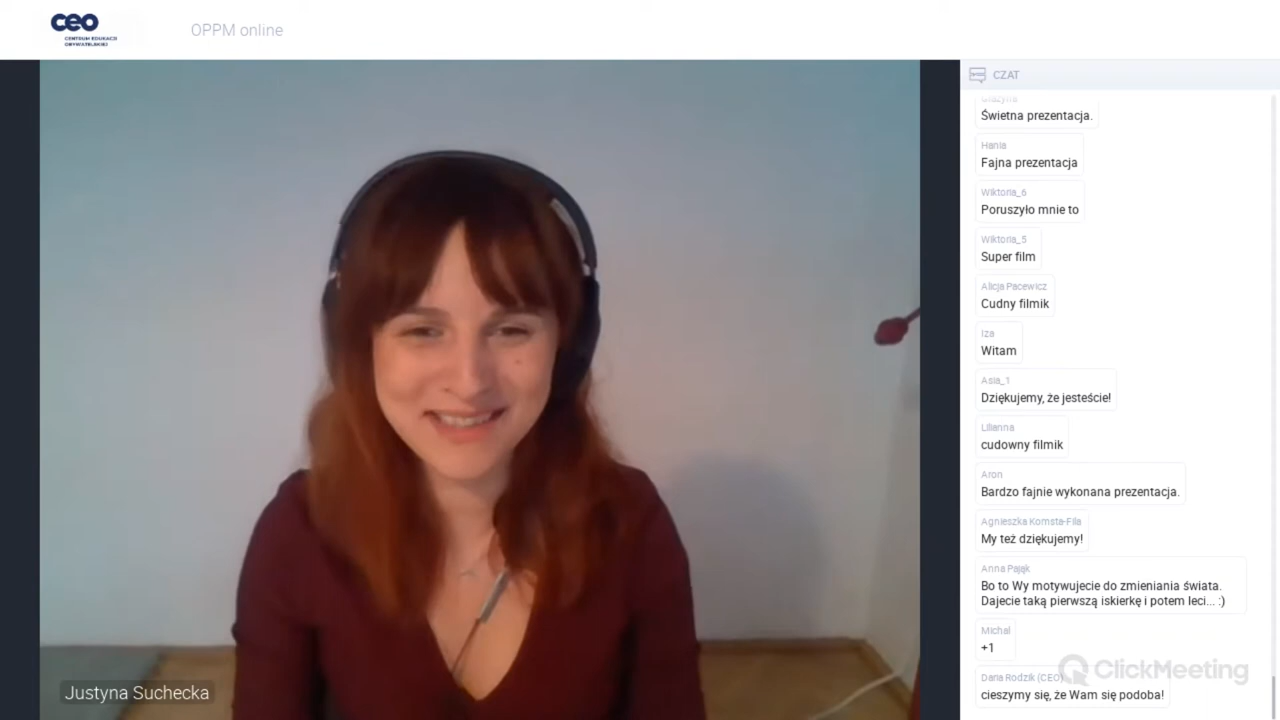 ceo
CENTRUM EDUKACJI
OBYWATELSKIEJ
OPPM online
Justyna Suchecka
CZAT
Świetna prezentacja.
Hania
Fajna prezentacja
Wiktoria_6
Poruszyło mnie to
Wiktoria_5
Super film
Alicja Pacewicz
Cudny filmik
Iza
Witam
Asia_1
Dziękujemy, że jesteście!
Lilianna
cudowny filmik
Aron
Bardzo fajnie wykonana prezentacja.
Agnieszka Komsta-Fila
My też dziękujemy!
Anna Pająk
Bo to Wy motywujecie do zmieniania świata.
Dajecie taką pierwszą iskierkę i potem leci... :)
Michal
+1
Dana Rodzik (CEO)
cieszymy się, że Wam się podoba!
ClickMeeting